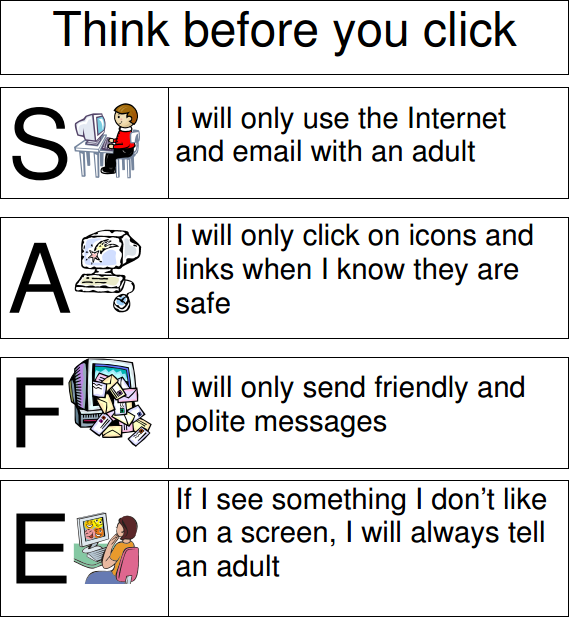 Think before you click
S
I will only use the Internet
and email with an adult
A
I will only click on icons and
links when I know they are
safe
F
I will only send friendly and
polite messages
E
If I see something I don’t like
on a screen, I will always tell
an adult